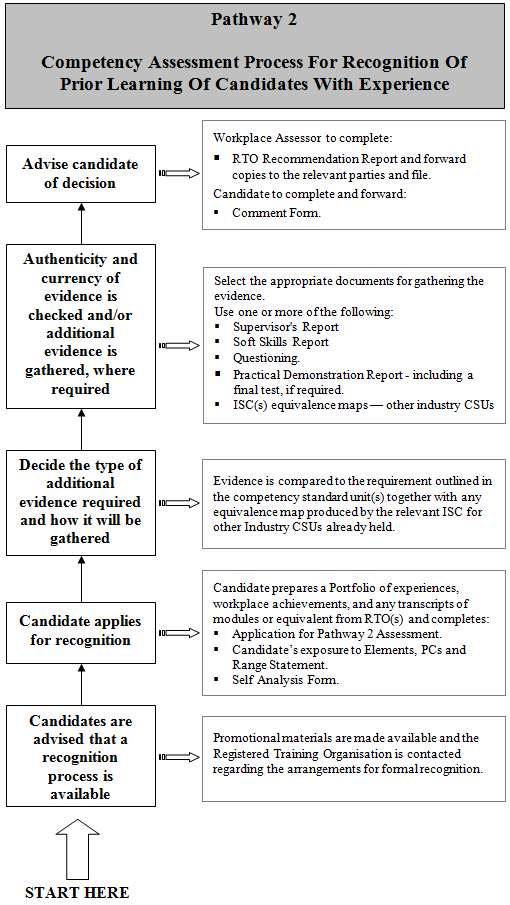 Pathway 2
Competency Assessment Process For Recognition Of
Prior Learning Of Candidates With Experience
Advise candidate
of decision
Workplace Assessor to complete:
▪ RTO Recommendation Report and forward
copies to the relevant parties and file.
Candidate to complete and forward:
▪ Comment Form.
Authenticity and
currency of
evidence is
checked and/or
additional
evidence is
gathered, where
required
Select the appropriate documents for gathering the
evidence.
Use one or more of the following:
▪ Supervisor's Report
▪ Soft Skills Report
▪ Questioning.
▪ Practical Demonstration Report - including a
final test, if required.
▪ ISC(s) equivalence maps — other industry CSUs
Decide the type of
additional
evidence required
and how it will be
gathered
Evidence is compared to the requirement outlined in
the competency standard unit(s) together with any
equivalence map produced by the relevant ISC for
other Industry CSUs already held.
Candidate applies
for recognition
Candidate prepares a Portfolio of experiences,
workplace achievements, and any transcripts of
modules or equivalent from RTO(s) and completes:
▪ Application for Pathway 2 Assessment.
▪ Candidate's exposure to Elements, PCs and
Range Statement.
▪ Self Analysis Form.
Candidates are
advised that a
recognition
process is
available
Promotional materials are made available and the
Registered Training Organisation is contacted
regarding the arrangements for formal recognition.
START HERE